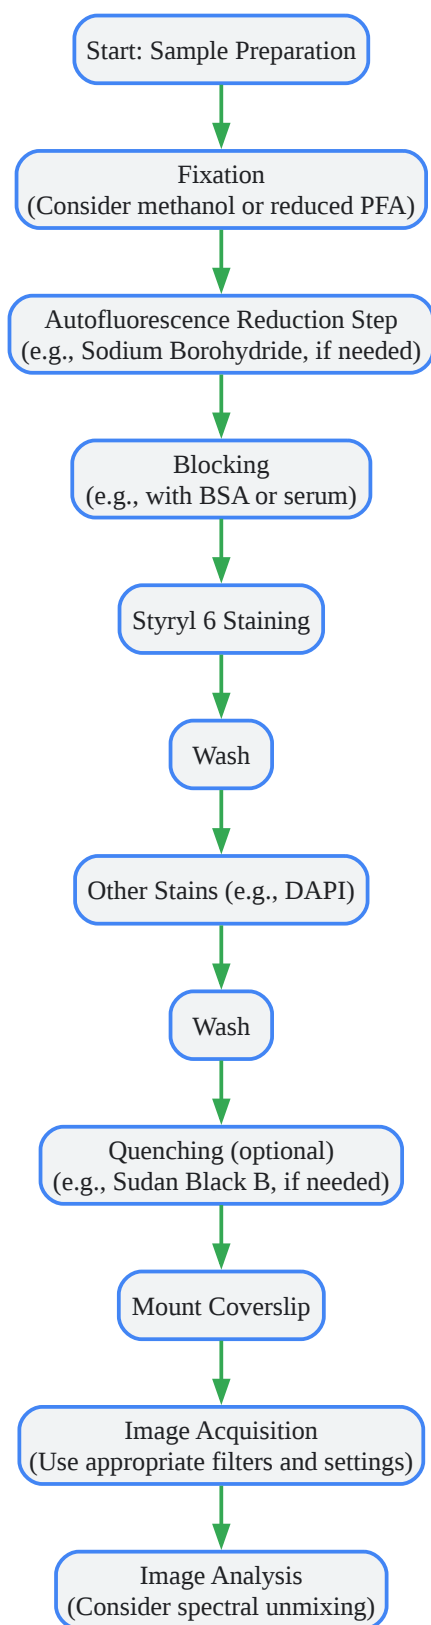 Start: Sample Preparation
Fixation
(Consider methanol or reduced PFA)
Autofluorescence Reduction Step
(e.g., Sodium Borohydride, if needed)
Blocking
(e.g., with BSA or serum)
Styryl 6 Staining
Wash
Other Stains (e.g., DAPI)
Wash
Quenching (optional)
(e.g., Sudan Black B, if needed)
Mount Coverslip
Image Acquisition
(Use appropriate filters and settings)
Image Analysis
(Consider spectral unmixing)